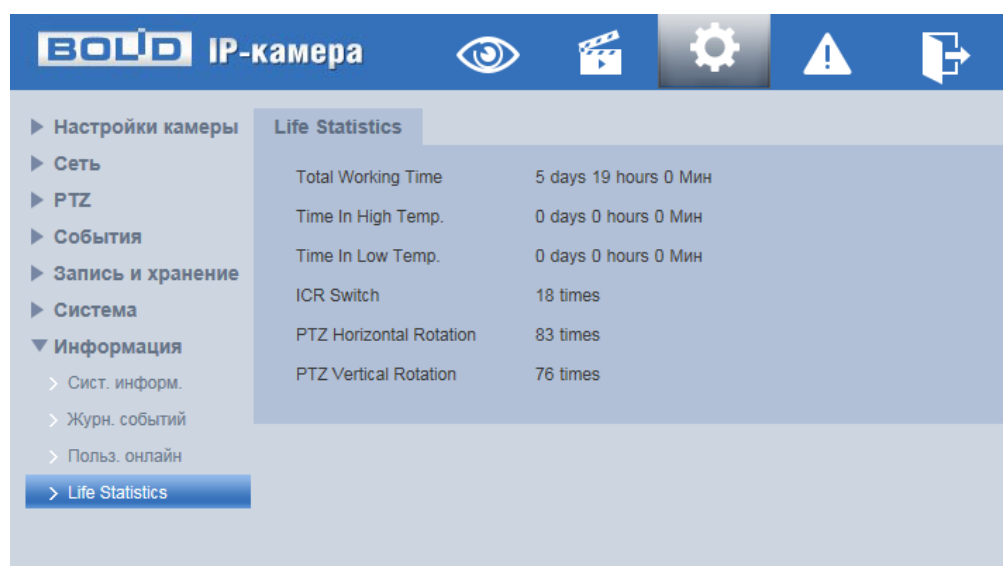 BOLID IP-камера
Настройки камеры
Сеть
PTZ
События
Запись и хранение
Система
Информация
Сист. информ.
Журн. событий
Польз. онлайн
Life Statistics
Life Statistics
Total Working Time 5 days 19 hours 0 Мин
Time In High Temp. 0 days 0 hours 0 Мин
Time In Low Temp. 0 days 0 hours 0 Мин
ICR Switch 18 times
PTZ Horizontal Rotation 83 times
PTZ Vertical Rotation 76 times